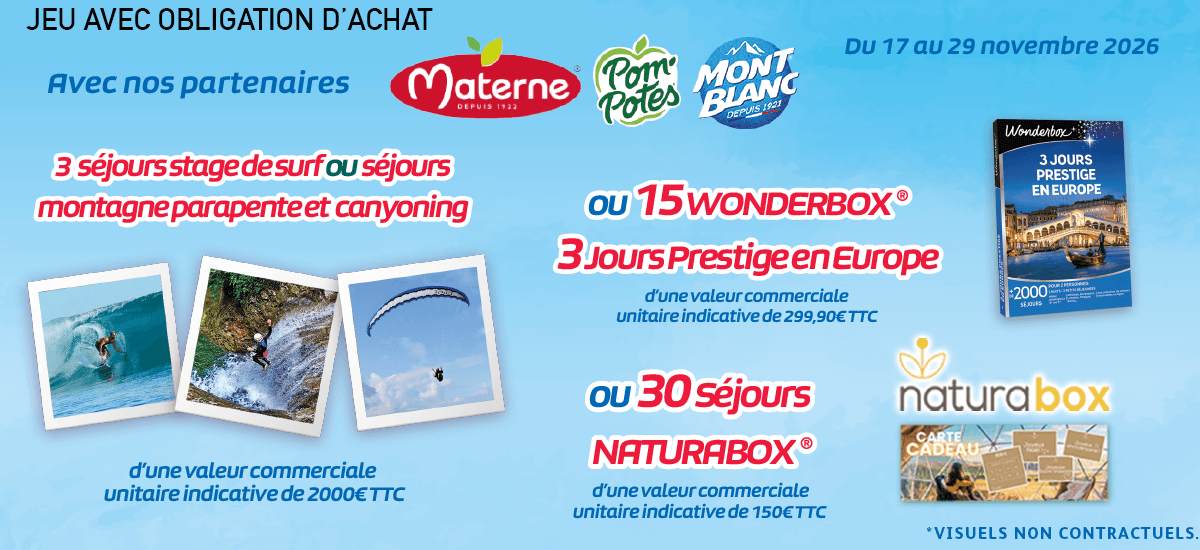 JEU AVEC OBLIGATION D'ACHAT
Avec nos partenaires
Materne
DEPUIS 1922
Pom'
Potes
MONT
BLANC
DEPUIS 1921
Du 17 au 29 novembre 2026
3 séjours stage de surf ou séjours
montagne parapente et canyoning
d'une valeur commerciale
unitaire indicative de 2000€ TTC
ou 15 WONDERBOX®
3 Jours Prestige en Europe
d'une valeur commerciale
unitaire indicative de 299,90€ TTC
Wonderbox
3 JOURS
PRESTIGE
EN EUROPE
+2000
SÉJOURS
POUR 2 PERSONNES
ou 30 séjours
NATURABOX®
d'une valeur commerciale
unitaire indicative de 150€ TTC
naturabox
CARTE
CADEAU
*VISUELS NON CONTRACTUELS.